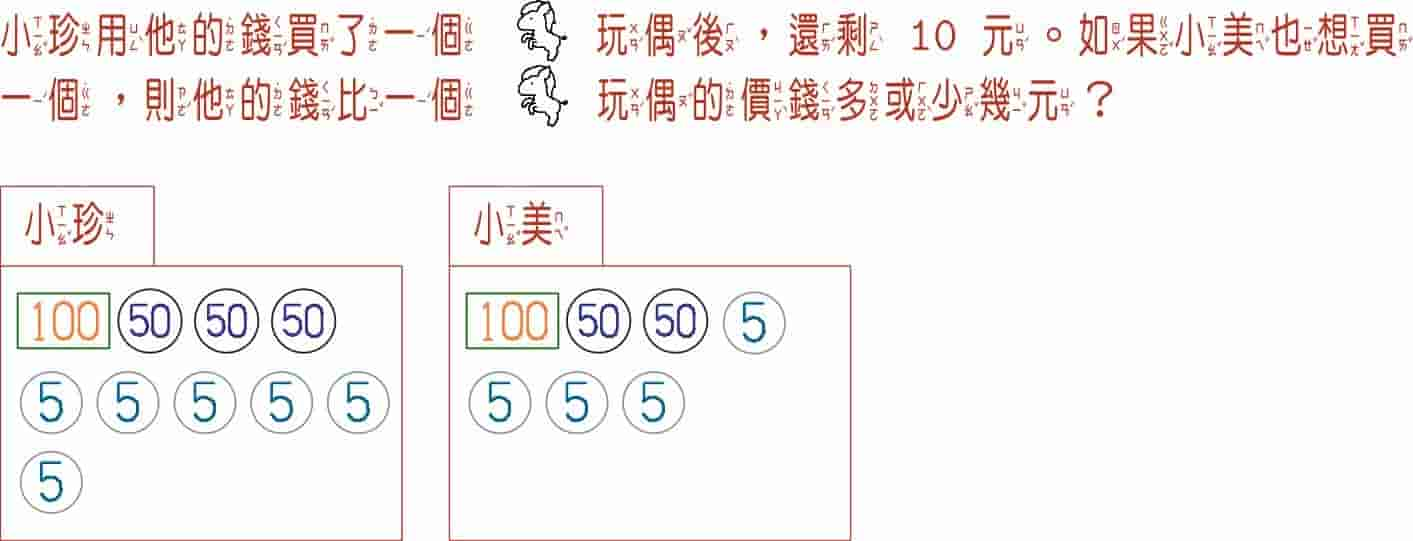 小珍用他的錢買了一個 玩偶後，還剩 10 元。如果小美也想買
一個，則他的錢比一個 玩偶的價錢多或少幾元？
小珍 小美
100 50 50 50 100 50 50 5
5 5 5 5 5 5 5 5
5